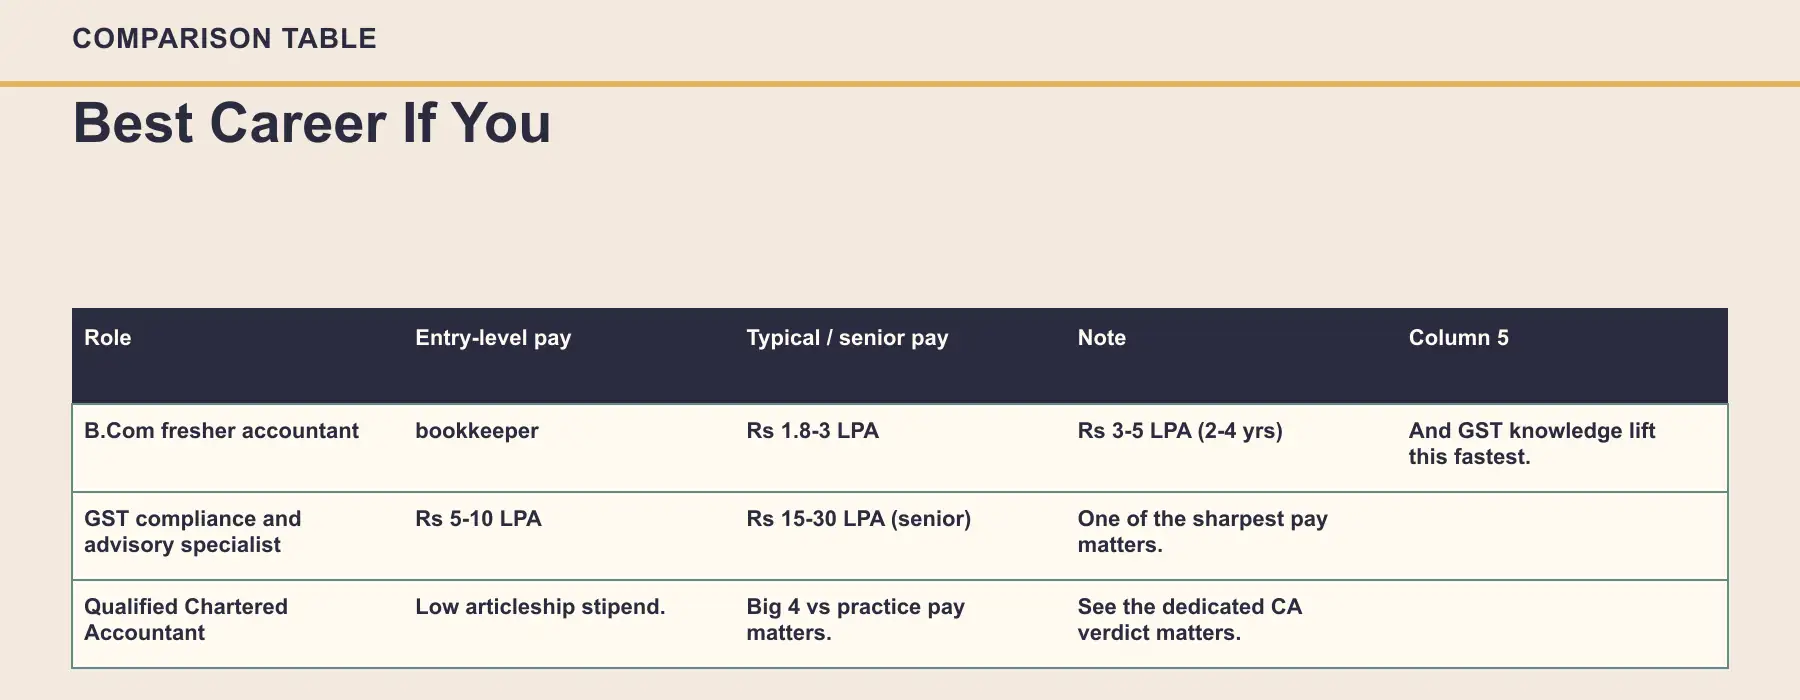 COMPARISON TABLE
Best Career If You
Role Entry-level pay Typical / senior pay Note Column 5
B.Com fresher accountant bookkeeper Rs 1.8-3 LPA Rs 3-5 LPA (2-4 yrs) And GST knowledge lift
this fastest.
GST compliance and Rs 5-10 LPA Rs 15-30 LPA (senior) One of the sharpest pay
advisory specialist matters.
Qualified Chartered Low articleship stipend. Big 4 vs practice pay See the dedicated CA
Accountant matters. verdict matters.